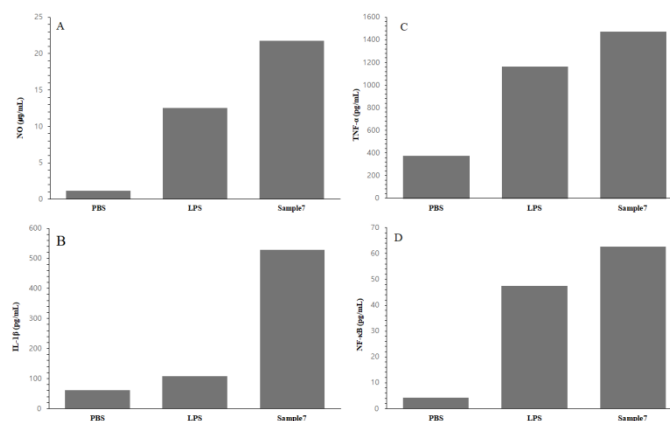 A
NO (μg/mL)
25
20
15
10
5
0
PBS LPS Sample7
C
TNF-α (pg/mL)
1600
1400
1200
1000
800
600
400
200
0
PBS LPS Sample7
B
IL-1β (pg/mL)
600
500
400
300
200
100
0
PBS LPS Sample7
D
NF-κB (pg/mL)
70
60
50
40
30
20
10
0
PBS LPS Sample7